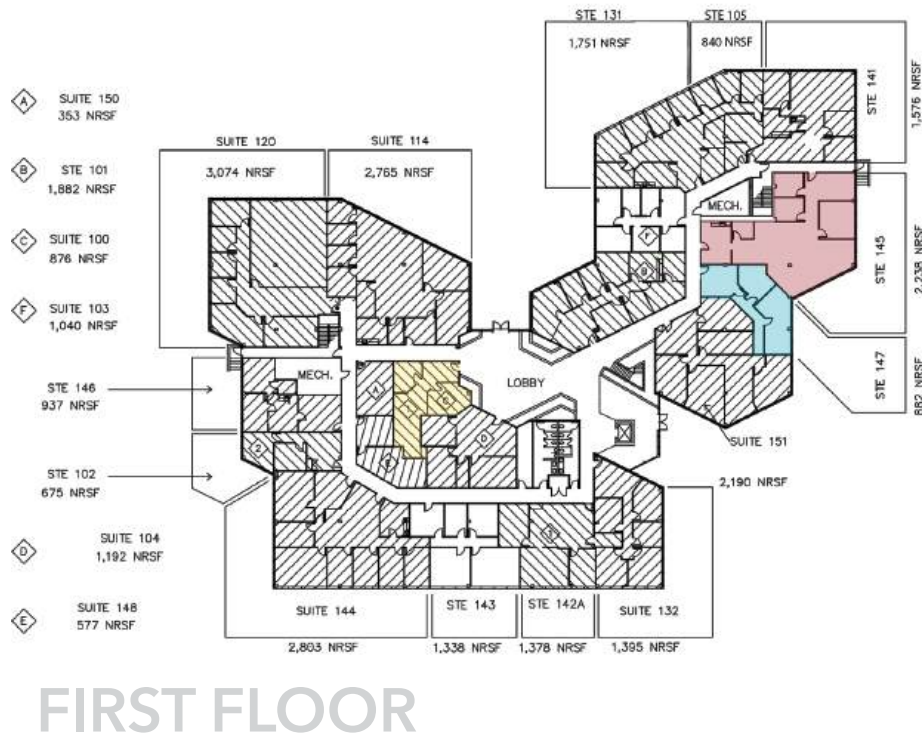 STE 131
1,751 NRSF
STE 105
840 NRSF
STE 141
1,576 NRSF
A
SUITE 150
353 NRSF
SUITE 120
3,074 NRSF
SUITE 114
2,765 NRSF
B
STE 101
1,882 NRSF
MECH.
F
C
SUITE 100
876 NRSF
B
STE 145
2,238 NRSF
F
SUITE 103
1,040 NRSF
STE 146
937 NRSF
MECH.
A
C
LOBBY
STE 147
882 NRSF
D
SUITE 151
2,190 NRSF
2
E
STE 102
675 NRSF
D
SUITE 104
1,192 NRSF
E
SUITE 148
577 NRSF
SUITE 144
2,803 NRSF
STE 143
1,338 NRSF
STE 142A
1,378 NRSF
SUITE 132
1,395 NRSF
FIRST FLOOR